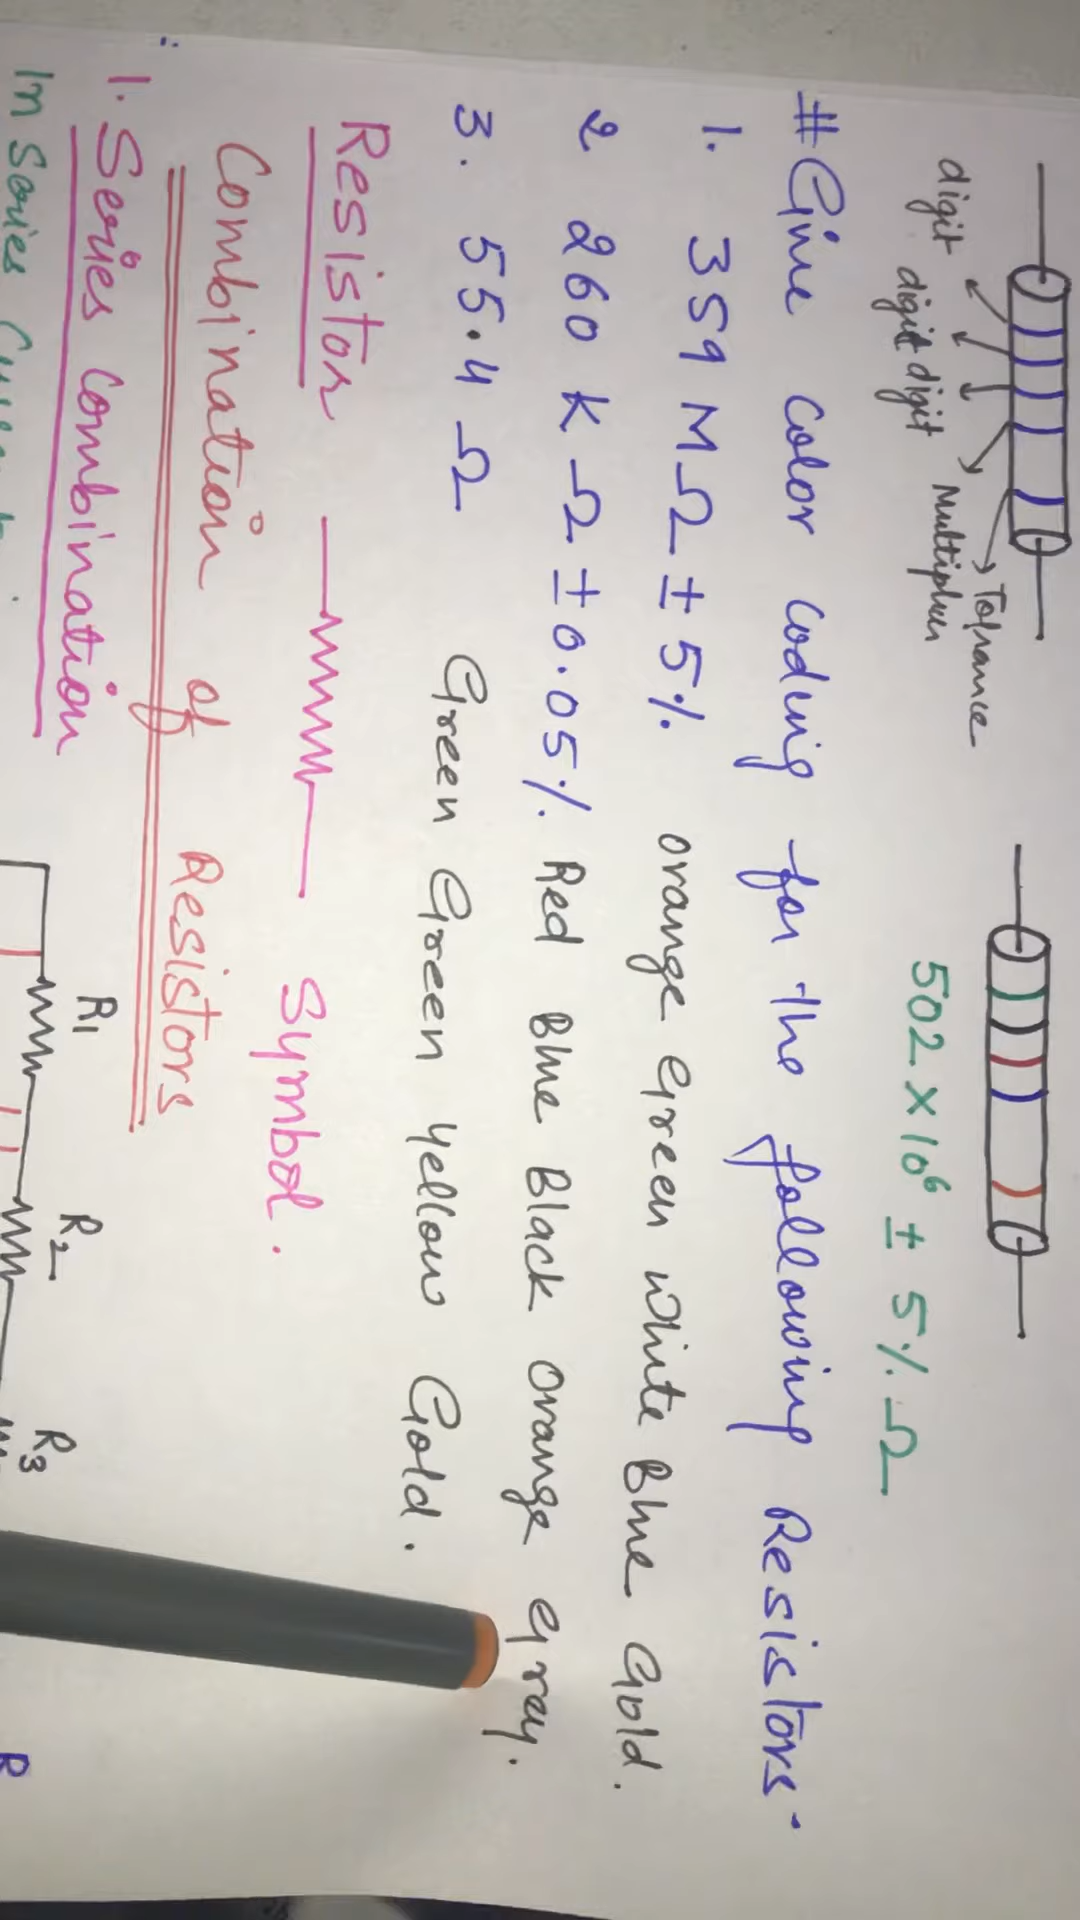 digit digit digit Multiplier Tolrance
502 × 10⁶ ± 5% Ω
# Give Color Coding for the following Resistors.
1. 359 MΩ ± 5% orange Green White Blue Gold.
2 260 KΩ ± 0.05% Red Blue Black orange Gray.
3. 55.4 Ω Green Green Yellow Gold.
Resistor Symbol.
Combination of Resistors
1. Series Combination
R₁ R₂ R₃
In Series
R